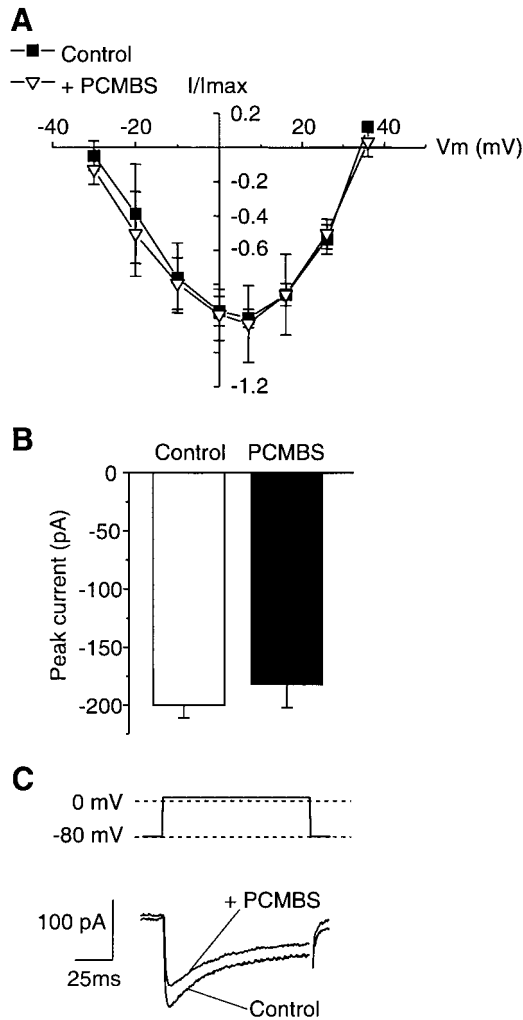 A
Control
+ PCMBS
I/Imax
0.2
-40 -20 20 40 Vm (mV)
-0.2
-0.4
-0.6
-1.2
B
Control PCMBS
Peak current (pA)
0
-50
-100
-150
-200
C
0 mV
-80 mV
+ PCMBS
100 pA
25ms
Control